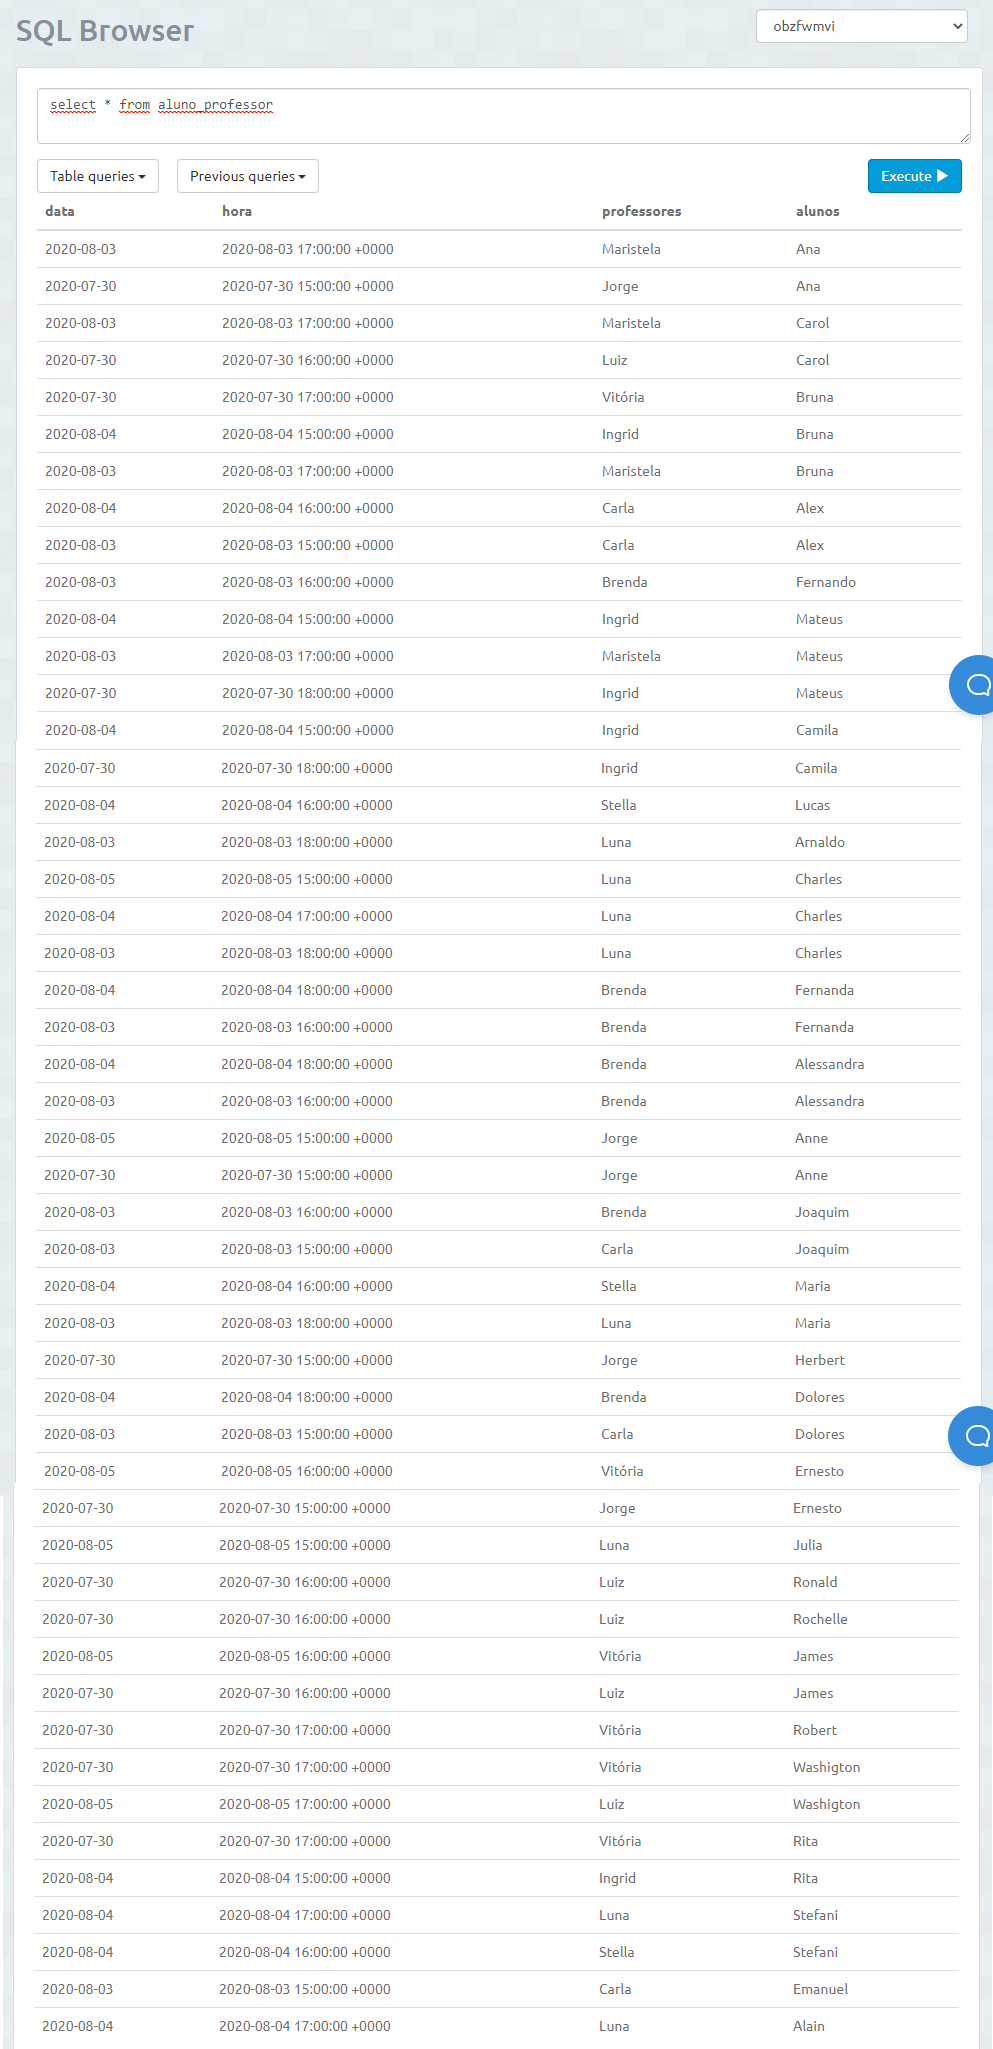 SQL Browser
obzfwmvi
select * from aluno_professor
Table queries Previous queries Execute
data hora professores alunos
2020-08-03 2020-08-03 17:00:00 +0000 Maristela Ana
2020-07-30 2020-07-30 15:00:00 +0000 Jorge Ana
2020-08-03 2020-08-03 17:00:00 +0000 Maristela Carol
2020-07-30 2020-07-30 16:00:00 +0000 Luiz Carol
2020-07-30 2020-07-30 17:00:00 +0000 Vitória Bruna
2020-08-04 2020-08-04 15:00:00 +0000 Ingrid Bruna
2020-08-03 2020-08-03 17:00:00 +0000 Maristela Bruna
2020-08-04 2020-08-04 16:00:00 +0000 Carla Alex
2020-08-03 2020-08-03 15:00:00 +0000 Carla Alex
2020-08-03 2020-08-03 16:00:00 +0000 Brenda Fernando
2020-08-04 2020-08-04 15:00:00 +0000 Ingrid Mateus
2020-08-03 2020-08-03 17:00:00 +0000 Maristela Mateus
2020-07-30 2020-07-30 18:00:00 +0000 Ingrid Mateus
2020-08-04 2020-08-04 15:00:00 +0000 Ingrid Camila
2020-07-30 2020-07-30 18:00:00 +0000 Ingrid Camila
2020-08-04 2020-08-04 16:00:00 +0000 Stella Lucas
2020-08-03 2020-08-03 18:00:00 +0000 Luna Arnaldo
2020-08-05 2020-08-05 15:00:00 +0000 Luna Charles
2020-08-04 2020-08-04 17:00:00 +0000 Luna Charles
2020-08-03 2020-08-03 18:00:00 +0000 Luna Charles
2020-08-04 2020-08-04 18:00:00 +0000 Brenda Fernanda
2020-08-03 2020-08-03 16:00:00 +0000 Brenda Fernanda
2020-08-04 2020-08-04 18:00:00 +0000 Brenda Alessandra
2020-08-03 2020-08-03 16:00:00 +0000 Brenda Alessandra
2020-08-05 2020-08-05 15:00:00 +0000 Jorge Anne
2020-07-30 2020-07-30 15:00:00 +0000 Jorge Anne
2020-08-03 2020-08-03 16:00:00 +0000 Brenda Joaquim
2020-08-03 2020-08-03 15:00:00 +0000 Carla Joaquim
2020-08-04 2020-08-04 16:00:00 +0000 Stella Maria
2020-08-03 2020-08-03 18:00:00 +0000 Luna Maria
2020-07-30 2020-07-30 15:00:00 +0000 Jorge Herbert
2020-08-04 2020-08-04 18:00:00 +0000 Brenda Dolores
2020-08-03 2020-08-03 15:00:00 +0000 Carla Dolores
2020-08-05 2020-08-05 16:00:00 +0000 Vitória Ernesto
2020-07-30 2020-07-30 15:00:00 +0000 Jorge Ernesto
2020-08-05 2020-08-05 15:00:00 +0000 Luna Julia
2020-07-30 2020-07-30 16:00:00 +0000 Luiz Ronald
2020-07-30 2020-07-30 16:00:00 +0000 Luiz Rochelle
2020-08-05 2020-08-05 16:00:00 +0000 Vitória James
2020-07-30 2020-07-30 16:00:00 +0000 Luiz James
2020-07-30 2020-07-30 17:00:00 +0000 Vitória Robert
2020-07-30 2020-07-30 17:00:00 +0000 Vitória Washigton
2020-08-05 2020-08-05 17:00:00 +0000 Luiz Washigton
2020-07-30 2020-07-30 17:00:00 +0000 Vitória Rita
2020-08-04 2020-08-04 15:00:00 +0000 Ingrid Rita
2020-08-04 2020-08-04 17:00:00 +0000 Luna Stefani
2020-08-04 2020-08-04 16:00:00 +0000 Stella Stefani
2020-08-03 2020-08-03 15:00:00 +0000 Carla Emanuel
2020-08-04 2020-08-04 17:00:00 +0000 Luna Alain